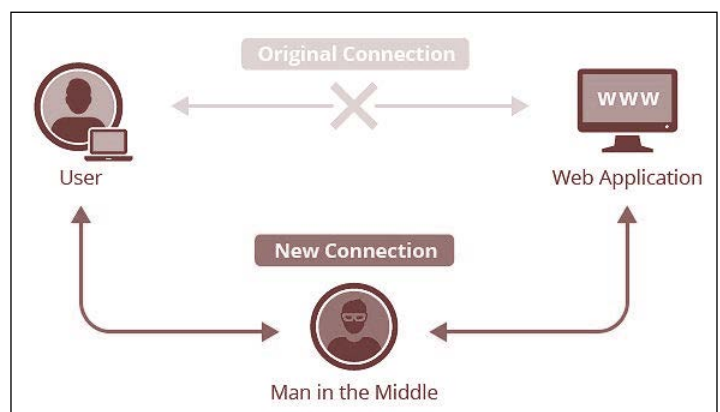 Original Connection
WWW
User
Web Application
New Connection
Man in the Middle